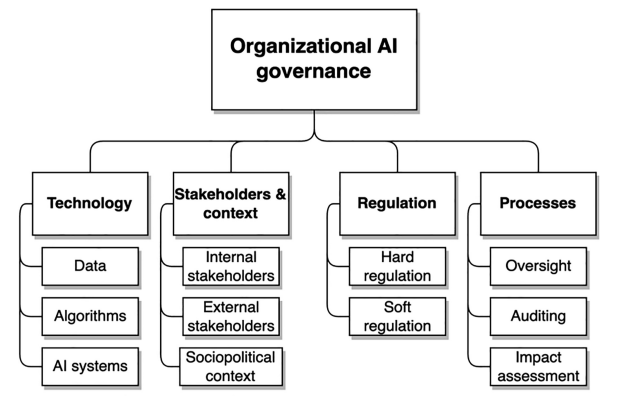 Organizational AI
governance
Technology
Data
Algorithms
AI systems
Stakeholders &
context
Internal
stakeholders
External
stakeholders
Sociopolitical
context
Regulation
Hard
regulation
Soft
regulation
Processes
Oversight
Auditing
Impact
assessment